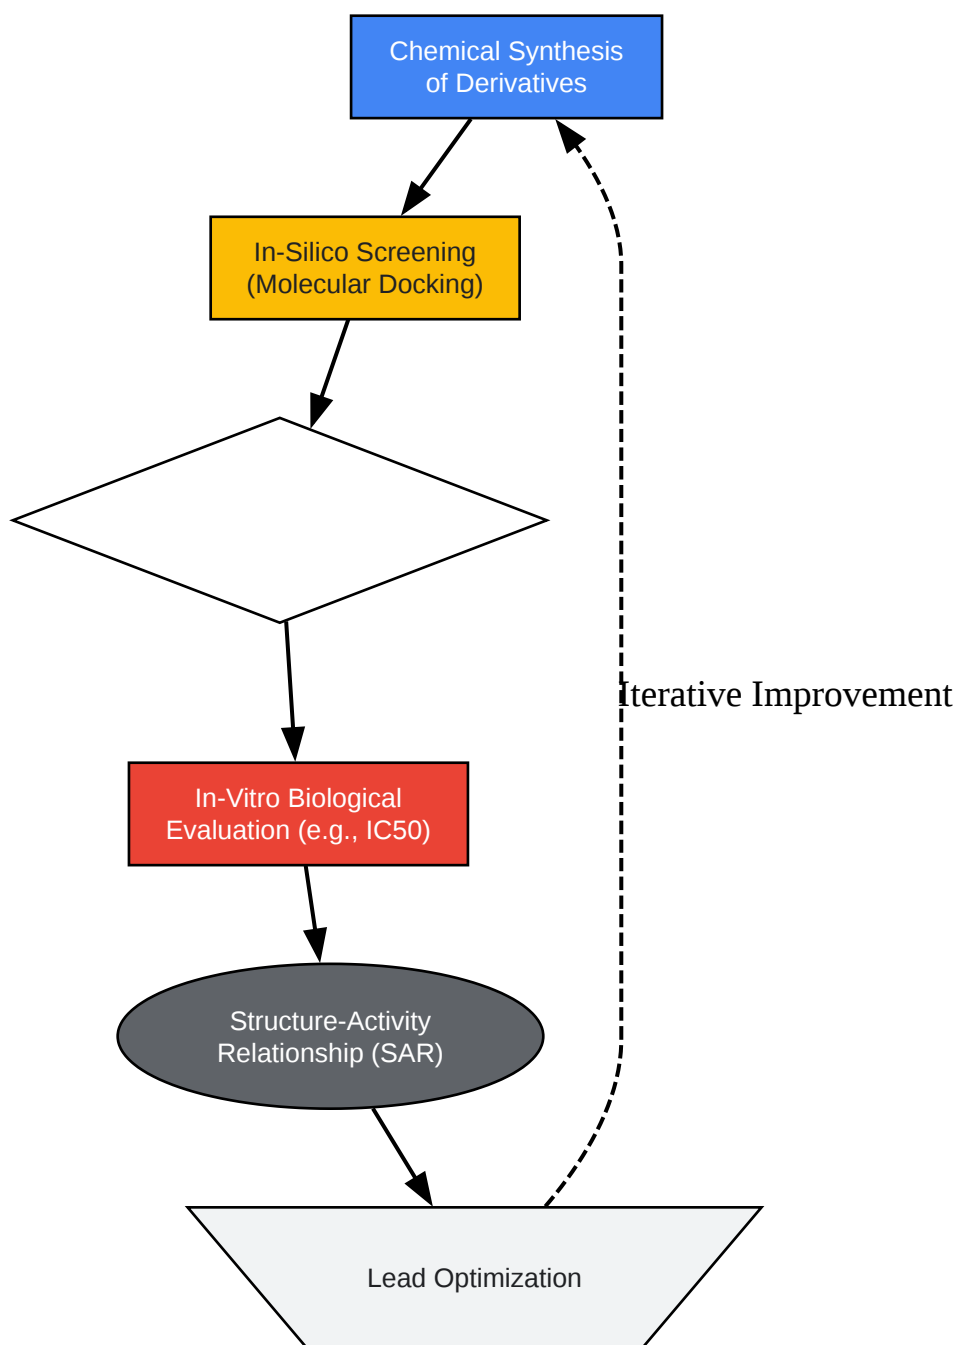 Chemical Synthesis
of Derivatives
In-Silico Screening
(Molecular Docking)
Iterative Improvement
In-Vitro Biological
Evaluation (e.g., IC50)
Structure-Activity
Relationship (SAR)
Lead Optimization